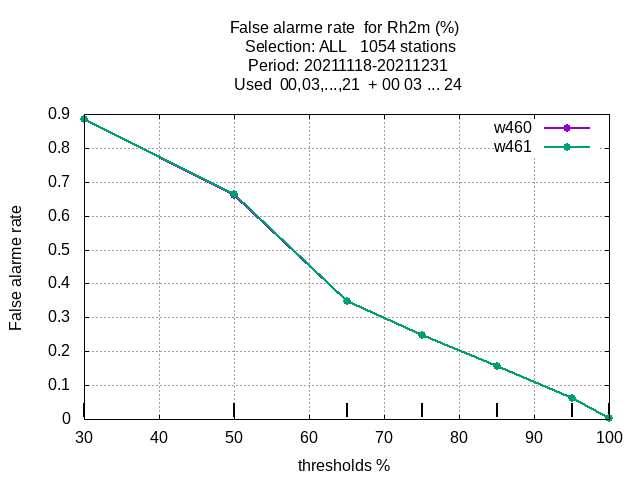 False alarme rate  for Rh2m (%)
Selection: ALL   1054 stations
Period: 20211118-20211231
Used  00,03,...,21  + 00 03 ... 24
w460
w461
0.9
0.8
0.7
0.6
0.5
0.4
0.3
0.2
0.1
0
False alarme rate
30 40 50 60 70 80 90 100
thresholds %